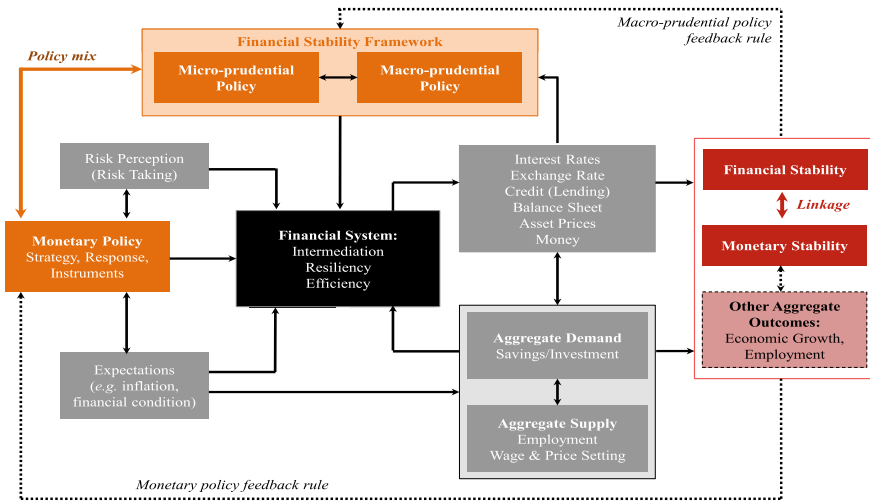 Macro-prudential policy
feedback rule
Financial Stability Framework
Policy mix
Micro-prudential
Policy
Macro-prudential
Policy
Risk Perception
(Risk Taking)
Interest Rates
Exchange Rate
Credit (Lending)
Balance Sheet
Asset Prices
Money
Financial Stability
Linkage
Monetary Stability
Monetary Policy
Strategy, Response,
Instruments
Financial System:
Intermediation
Resiliency
Efficiency
Other Aggregate
Outcomes:
Economic Growth,
Employment
Aggregate Demand
Savings/Investment
Expectations
(e.g. inflation,
financial condition)
Aggregate Supply
Employment
Wage & Price Setting
Monetary policy feedback rule